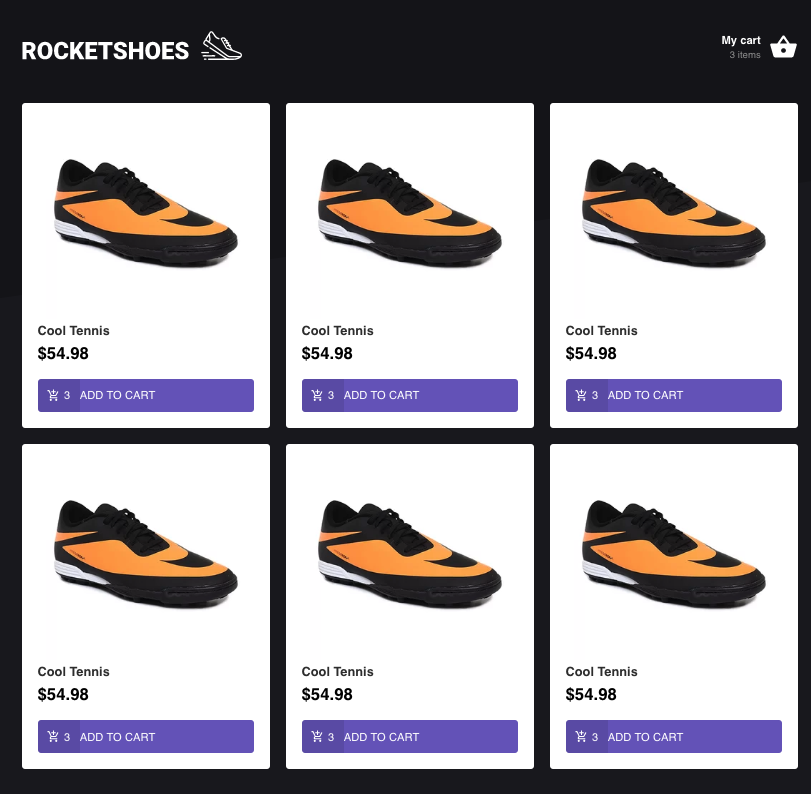 ROCKETSHOES
My cart
3 items
Cool Tennis
$54.98
3 ADD TO CART
Cool Tennis
$54.98
3 ADD TO CART
Cool Tennis
$54.98
3 ADD TO CART
Cool Tennis
$54.98
3 ADD TO CART
Cool Tennis
$54.98
3 ADD TO CART
Cool Tennis
$54.98
3 ADD TO CART